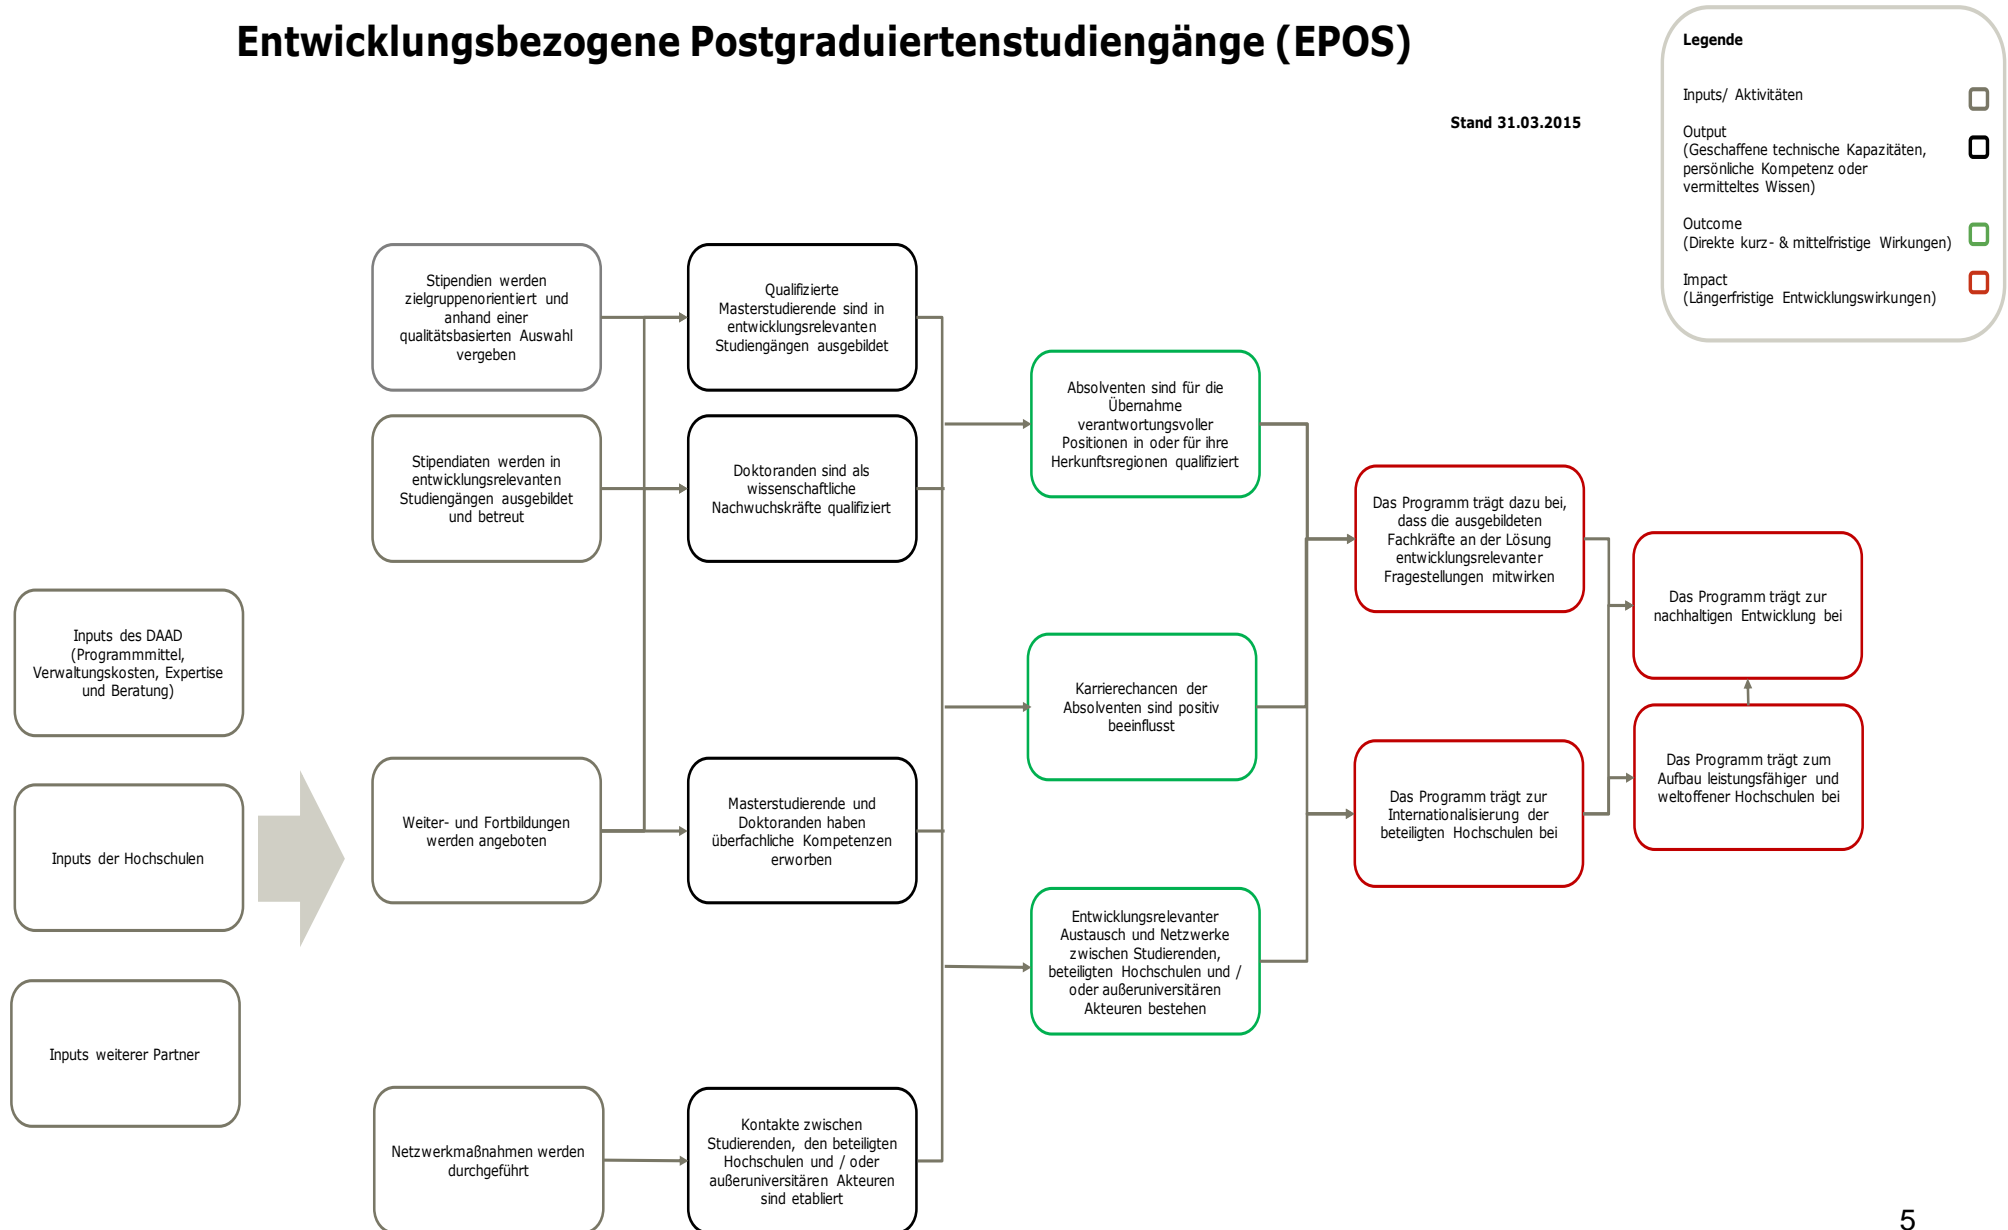 Entwicklungsbezogene Postgraduiertenstudiengänge (EPOS)
Stand 31.03.2015
Legende
Inputs/ Aktivitäten
Output
(Geschaffene technische Kapazitäten,
persönliche Kompetenz oder
vermitteltes Wissen)
Outcome
(Direkte kurz- & mittelfristige Wirkungen)
Impact
(Längerfristige Entwicklungswirkungen)
Inputs des DAAD
(Programmmittel,
Verwaltungskosten, Expertise
und Beratung)
Inputs der Hochschulen
Inputs weiterer Partner
Stipendien werden
zielgruppenorientiert und
anhand einer
qualitätsbasierten Auswahl
vergeben
Stipendiaten werden in
entwicklungsrelevanten
Studiengängen ausgebildet
und betreut
Weiter- und Fortbildungen
werden angeboten
Netzwerkmaßnahmen werden
durchgeführt
Qualifizierte
Masterstudierende sind in
entwicklungsrelevanten
Studiengängen ausgebildet
Doktoranden sind als
wissenschaftliche
Nachwuchskräfte qualifiziert
Masterstudierende und
Doktoranden haben
überfachliche Kompetenzen
erworben
Kontakte zwischen
Studierenden, den beteiligten
Hochschulen und / oder
außeruniversitären Akteuren
sind etabliert
Absolventen sind für die
Übernahme
verantwortungsvoller
Positionen in oder für ihre
Herkunftsregionen qualifiziert
Karrierechancen der
Absolventen sind positiv
beeinflusst
Entwicklungsrelevanter
Austausch und Netzwerke
zwischen Studierenden,
beteiligten Hochschulen und /
oder außeruniversitären
Akteuren bestehen
Das Programm trägt dazu bei,
dass die ausgebildeten
Fachkräfte an der Lösung
entwicklungsrelevanter
Fragestellungen mitwirken
Das Programm trägt zur
Internationalisierung der
beteiligten Hochschulen bei
Das Programm trägt zur
nachhaltigen Entwicklung bei
Das Programm trägt zum
Aufbau leistungsfähiger und
weltoffener Hochschulen bei
5